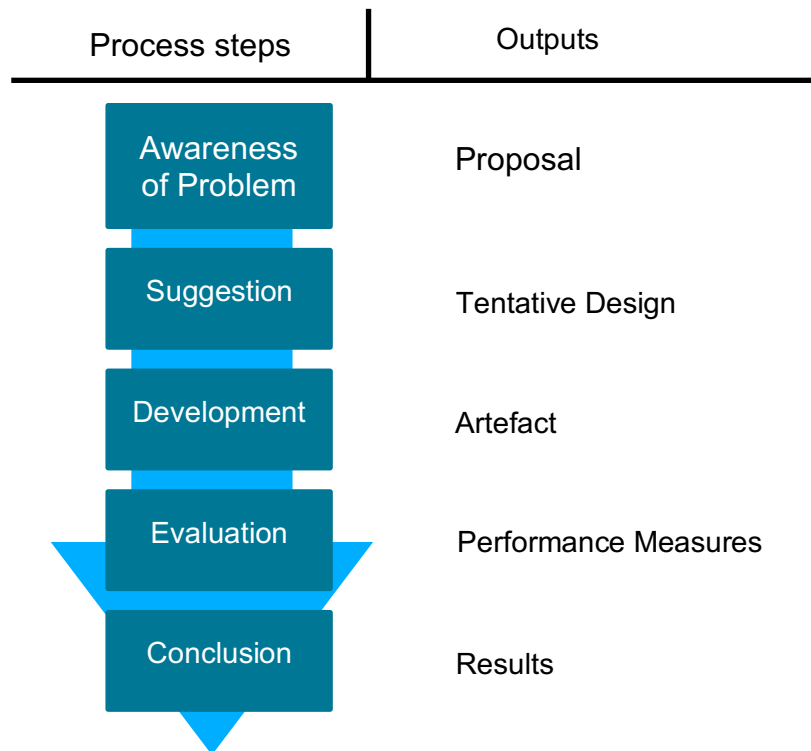 Process steps
Outputs
Awareness
of Problem
Proposal
Suggestion
Tentative Design
Development
Artefact
Evaluation
Performance Measures
Conclusion
Results